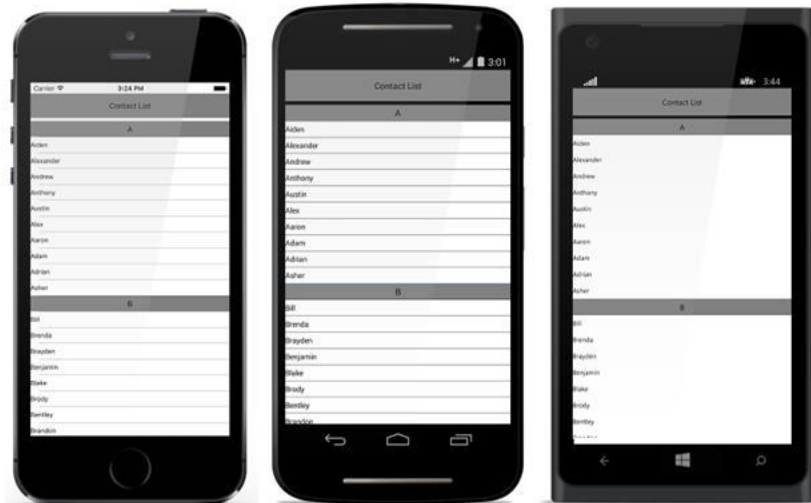 Carrier 3:24 PM
Contact List
A
Aiden
Alexander
Andrew
Anthony
Austin
Alex
Aaron
Adam
Adrian
Asher
B
Bill
Brenda
Brayden
Benjamin
Blake
Brody
Bentley
Brandon
H+ 3:01
Contact List
A
Aiden
Alexander
Andrew
Anthony
Austin
Alex
Aaron
Adam
Adrian
Asher
B
Bill
Brenda
Brayden
Benjamin
Blake
Brody
Bentley
Brandon
3:44
Contact List
A
Aiden
Alexander
Andrew
Anthony
Austin
Alex
Aaron
Adam
Adrian
Asher
B
Bill
Brenda
Brayden
Benjamin
Blake
Brody
Bentley